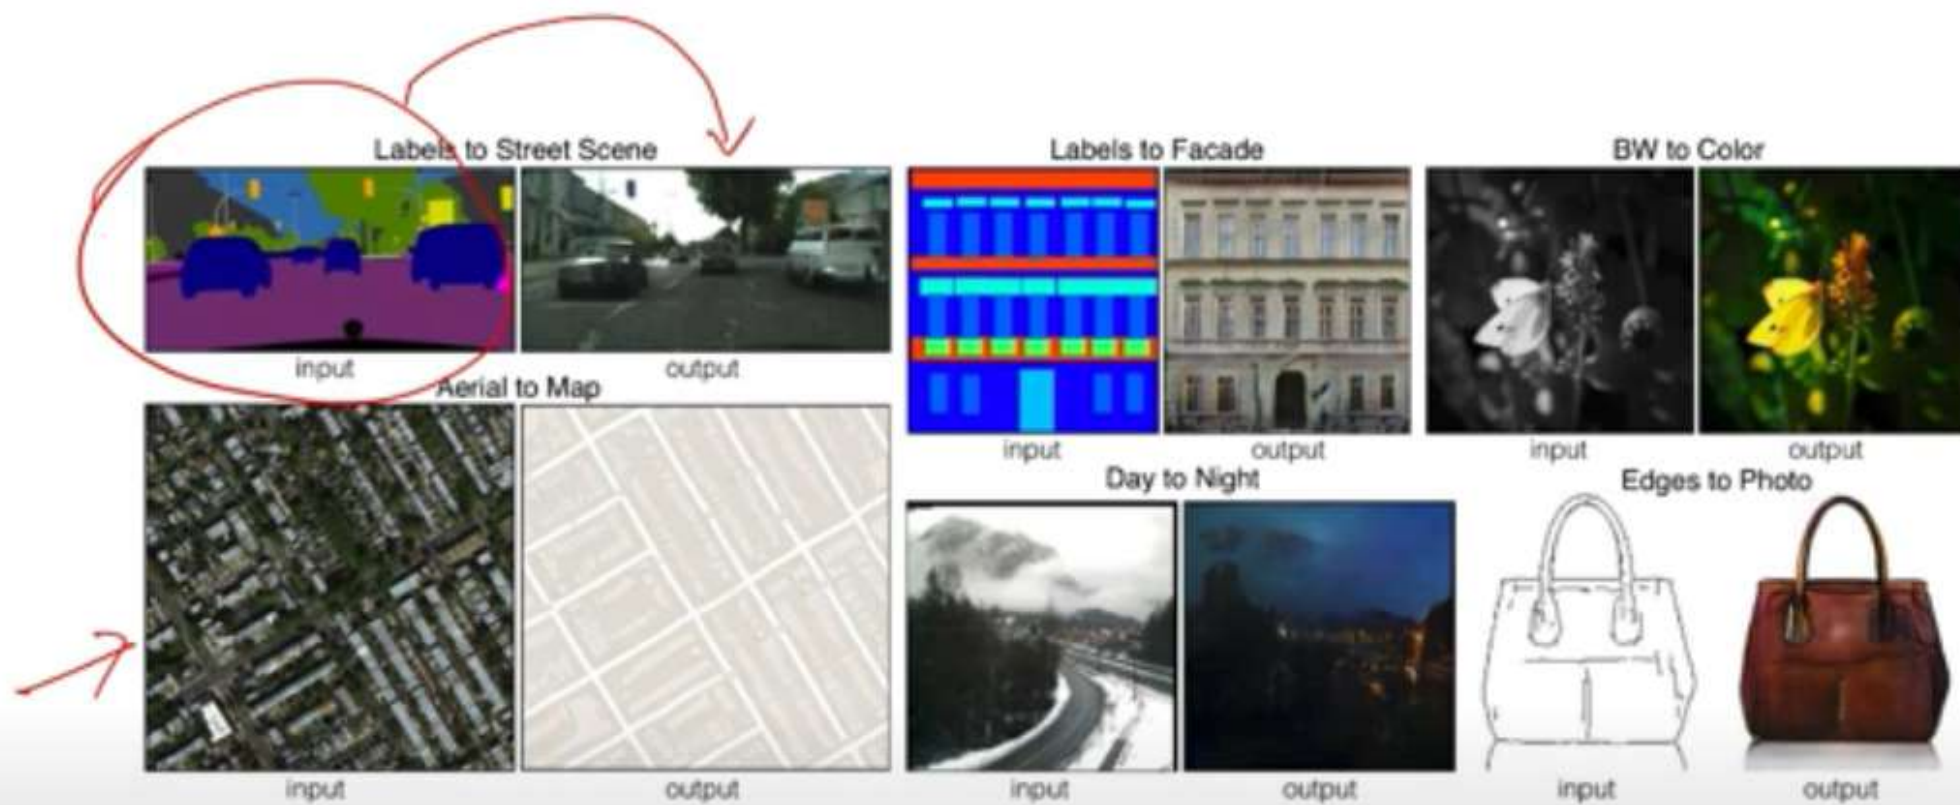 Labels to Street Scene
input
output
Aerial to Map
input
output
Labels to Facade
input
output
BW to Color
input
output
Day to Night
input
output
Edges to Photo
input
output